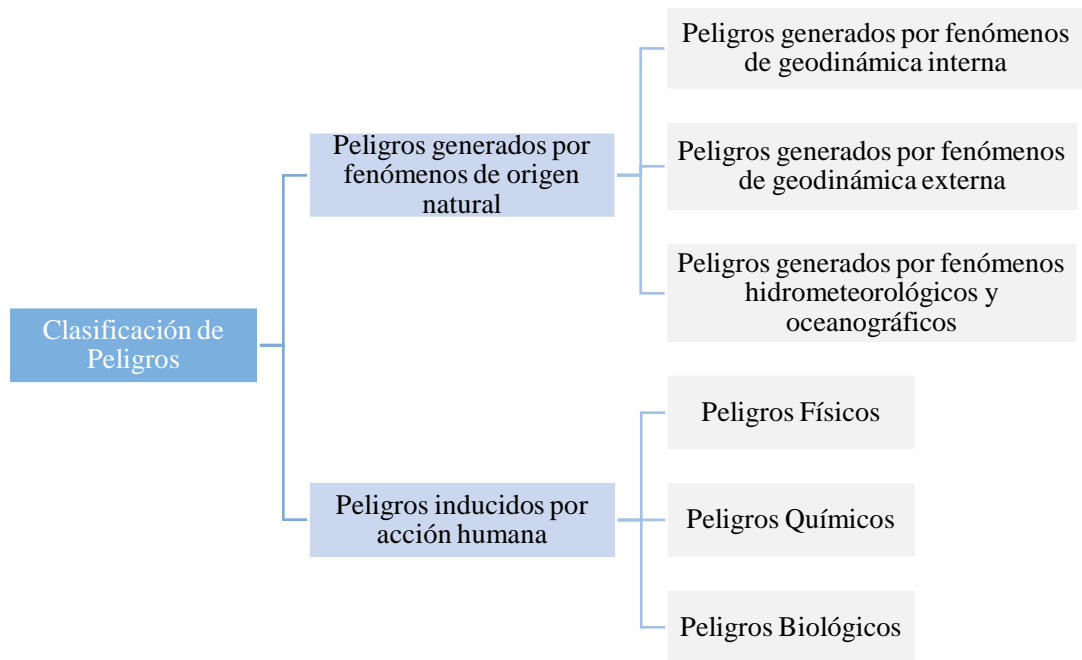 Clasificación de
Peligros
Peligros generados por
fenómenos de origen
natural
Peligros generados por fenómenos
de geodinámica interna
Peligros generados por fenómenos
de geodinámica externa
Peligros generados por fenómenos
hidrometeorológicos y
oceanográficos
Peligros inducidos por
acción humana
Peligros Físicos
Peligros Químicos
Peligros Biológicos